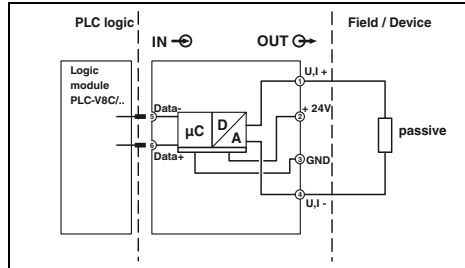 PLC logic
Field / Device
IN
OUT
Logic
module
PLC-V8C/..
U,I +
1
Data-
5
+ 24V
2
µC
D
A
passive
6
Data+
3
GND
4
U,I -